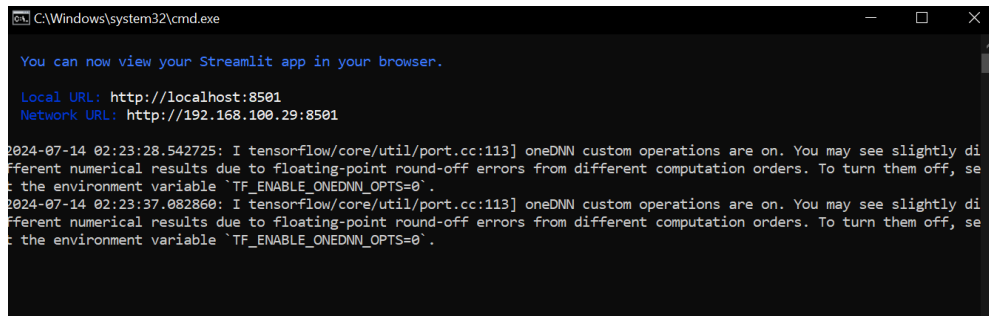 C:\Windows\system32\cmd.exe
You can now view your Streamlit app in your browser.
Local URL: http://localhost:8501
Network URL: http://192.168.100.29:8501
2024-07-14 02:23:28.542725: I tensorflow/core/util/port.cc:113] oneDNN custom operations are on. You may see slightly di
fferent numerical results due to floating-point round-off errors from different computation orders. To turn them off, se
t the environment variable `TF_ENABLE_ONEDNN_OPTS=0`.
2024-07-14 02:23:37.082860: I tensorflow/core/util/port.cc:113] oneDNN custom operations are on. You may see slightly di
fferent numerical results due to floating-point round-off errors from different computation orders. To turn them off, se
t the environment variable `TF_ENABLE_ONEDNN_OPTS=0`.